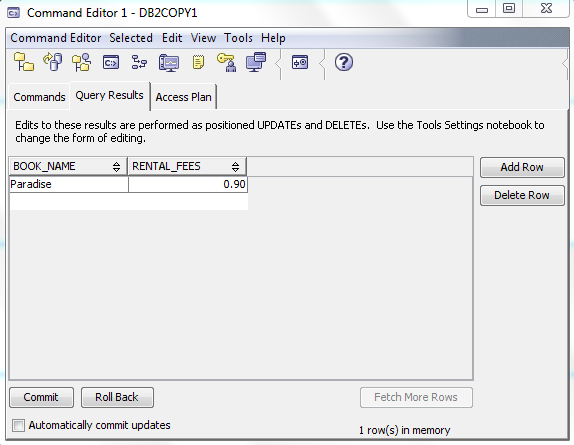 Command Editor 1 - DB2COPY1
Command Editor Selected Edit View Tools Help
Commands Query Results Access Plan
Edits to these results are performed as positioned UPDATEs and DELETEs. Use the Tools Settings notebook to
change the form of editing.
BOOK_NAME RENTAL_FEES
Add Row
Paradise 0.90
Delete Row
Commit Roll Back Fetch More Rows
Automatically commit updates
1 row(s) in memory